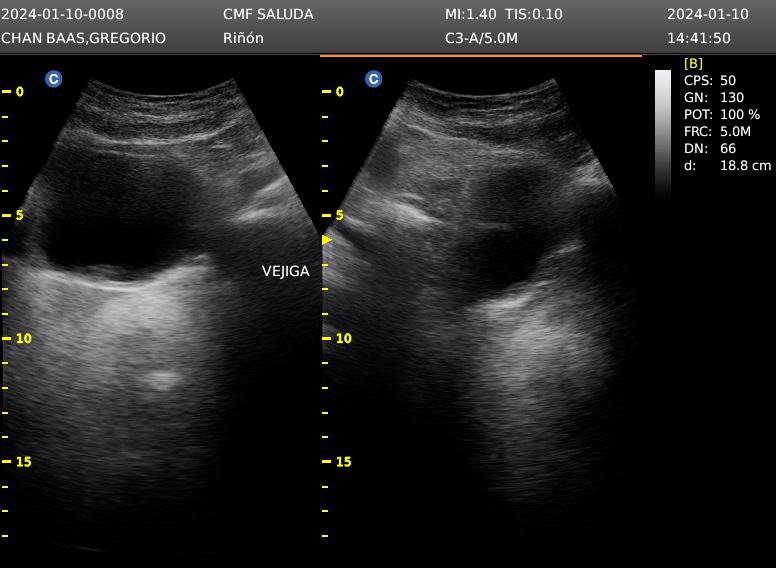 2024-01-10-0008 CMF SALUDA MI:1.40 TIS:0.10 2024-01-10
CHAN BAAS,GREGORIO Riñón C3-A/5.0M 14:41:50
C C
[B]
CPS: 50
GN: 130
POT: 100 %
FRC: 5.0M
DN: 66
d: 18.8 cm
0 0
5 5
VEJIGA
10 10
15 15